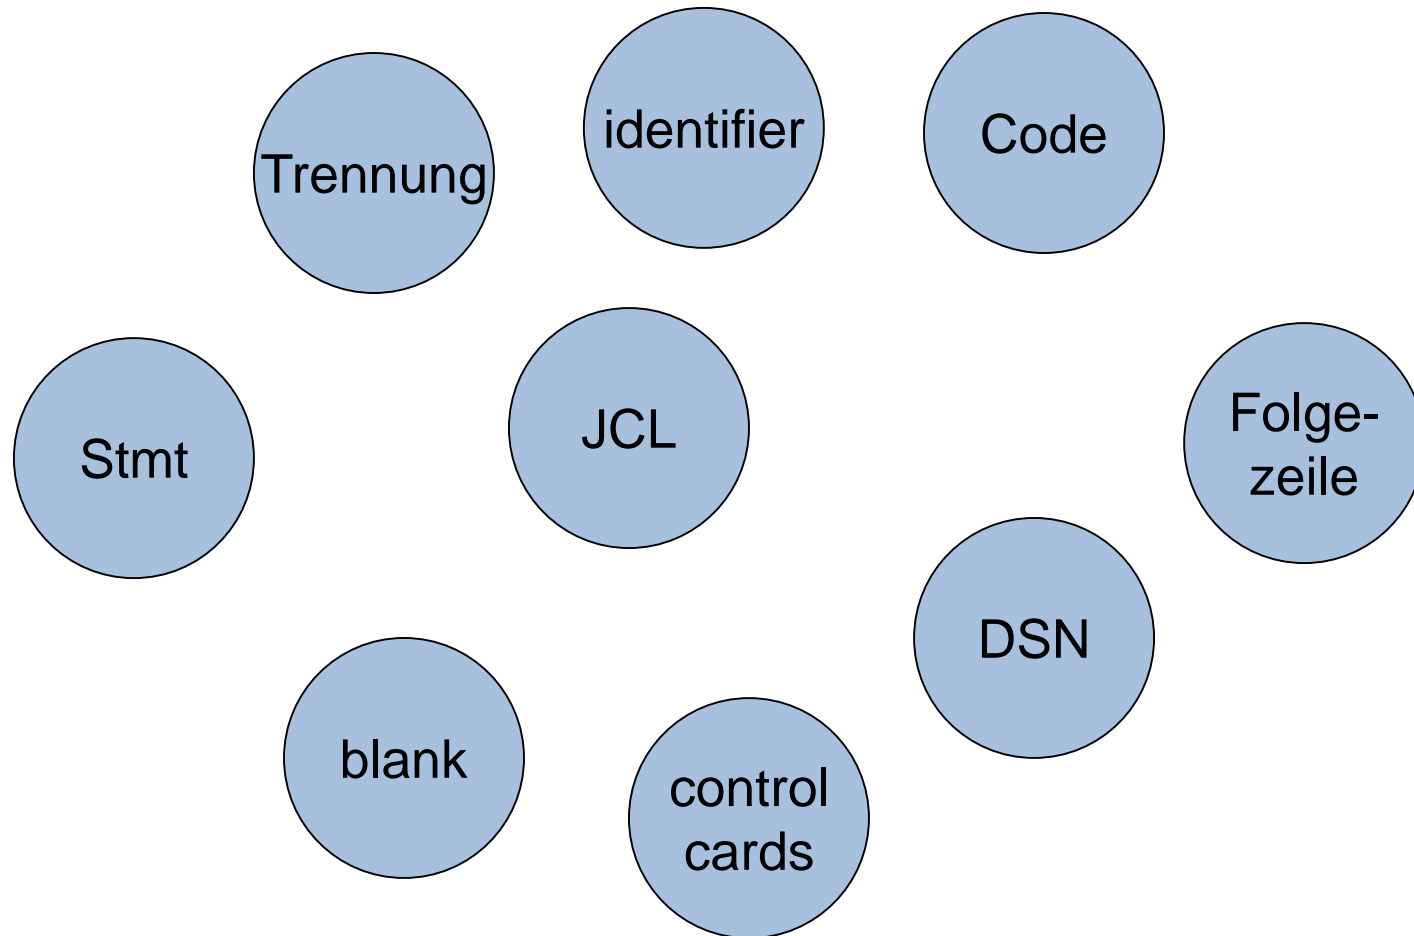 Trennung
identifier
Code
Stmt
JCL
Folge-
zeile
DSN
blank
control
cards